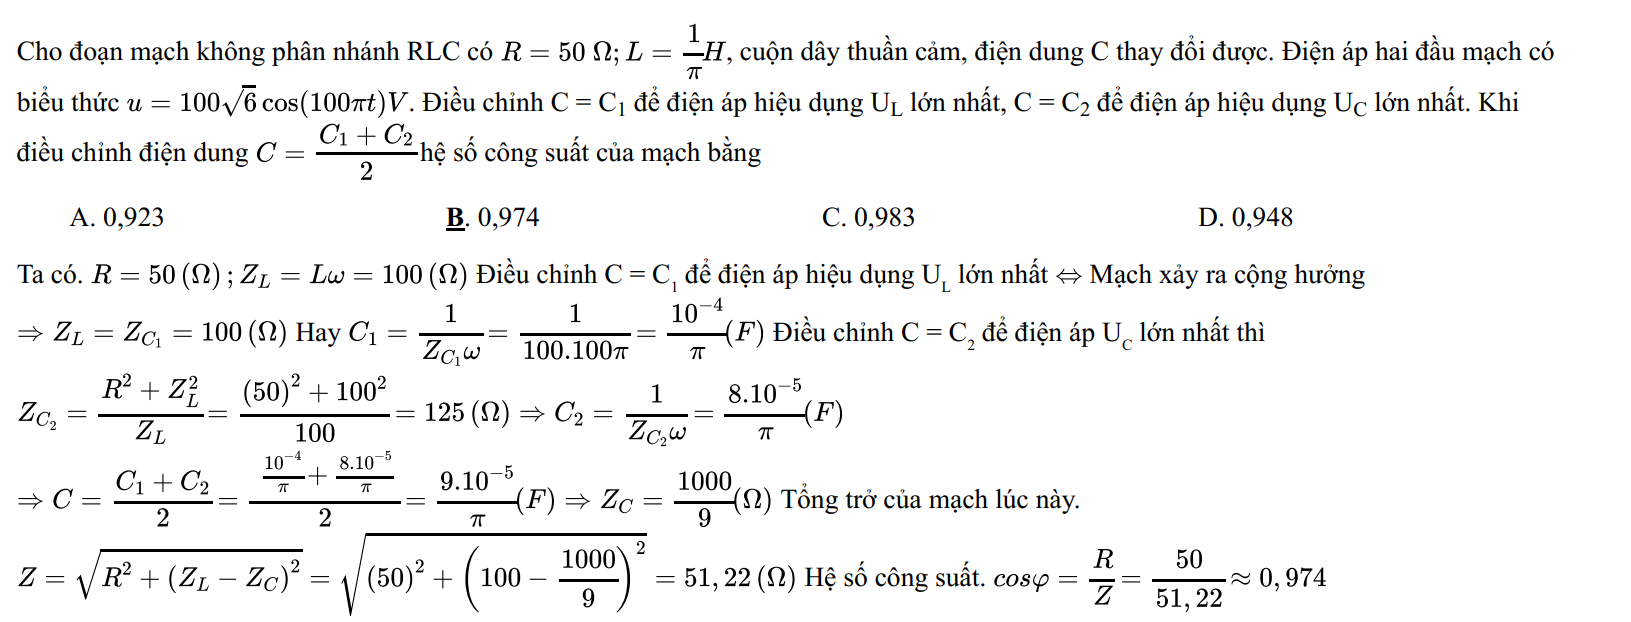 Cho đoạn mạch không phân nhánh RLC có $R = 50\ \Omega; L = \frac{1}{\pi}H$, cuộn dây thuần cảm, điện dung C thay đổi được. Điện áp hai đầu mạch có
biểu thức $u = 100\sqrt{6}\cos(100\pi t)V$. Điều chỉnh C = C₁ để điện áp hiệu dụng U_L lớn nhất, C = C₂ để điện áp hiệu dụng U_C lớn nhất. Khi
điều chỉnh điện dung $C = \frac{C_1 + C_2}{2}$ hệ số công suất của mạch bằng
A. 0,923 B. 0,974 C. 0,983 D. 0,948
Ta có. $R = 50\,(\Omega); Z_L = L\omega = 100\,(\Omega)$ Điều chỉnh C = C₁ để điện áp hiệu dụng U_L lớn nhất ⇔ Mạch xảy ra cộng hưởng
$\Rightarrow Z_L = Z_{C_1} = 100\,(\Omega)$ Hay $C_1 = \frac{1}{Z_{C_1}\omega} = \frac{1}{100.100\pi} = \frac{10^{-4}}{\pi}(F)$ Điều chỉnh C = C₂ để điện áp U_C lớn nhất thì
$Z_{C_2} = \frac{R^2 + Z_L^2}{Z_L} = \frac{(50)^2 + 100^2}{100} = 125\,(\Omega) \Rightarrow C_2 = \frac{1}{Z_{C_2}\omega} = \frac{8.10^{-5}}{\pi}(F)$
$\Rightarrow C = \frac{C_1 + C_2}{2} = \frac{\frac{10^{-4}}{\pi} + \frac{8.10^{-5}}{\pi}}{2} = \frac{9.10^{-5}}{\pi}(F) \Rightarrow Z_C = \frac{1000}{9}(\Omega)$ Tổng trở của mạch lúc này.
$Z = \sqrt{R^2 + (Z_L - Z_C)^2} = \sqrt{(50)^2 + \left(100 - \frac{1000}{9}\right)^2} = 51,22\,(\Omega)$ Hệ số công suất. $cos\varphi = \frac{R}{Z} = \frac{50}{51,22} \approx 0,974$